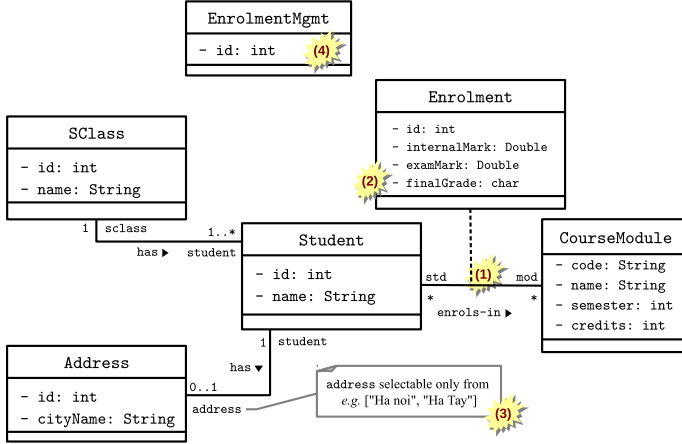 EnrolmentMgmt
- id: int
(4)
Enrolment
- id: int
- internalMark: Double
- examMark: Double
- finalGrade: char
(2)
SClass
- id: int
- name: String
1 sclass
has ▶
1..*
student
Student
- id: int
- name: String
std
(1)
mod
*
*
enrols-in ▶
CourseModule
- code: String
- name: String
- semester: int
- credits: int
1 student
has ▼
Address
- id: int
- cityName: String
0..1
address
address selectable only from
e.g. ["Ha noi", "Ha Tay"]
(3)